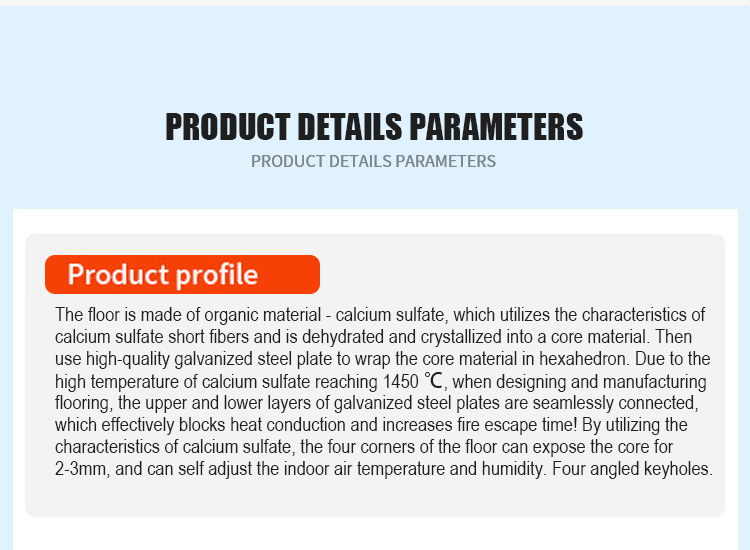 PRODUCT DETAILS PARAMETERS
PRODUCT DETAILS PARAMETERS
Product profile
The floor is made of organic material - calcium sulfate, which utilizes the characteristics of
calcium sulfate short fibers and is dehydrated and crystallized into a core material. Then
use high-quality galvanized steel plate to wrap the core material in hexahedron. Due to the
high temperature of calcium sulfate reaching 1450 ℃, when designing and manufacturing
flooring, the upper and lower layers of galvanized steel plates are seamlessly connected,
which effectively blocks heat conduction and increases fire escape time! By utilizing the
characteristics of calcium sulfate, the four corners of the floor can expose the core for
2-3mm, and can self adjust the indoor air temperature and humidity. Four angled keyholes.